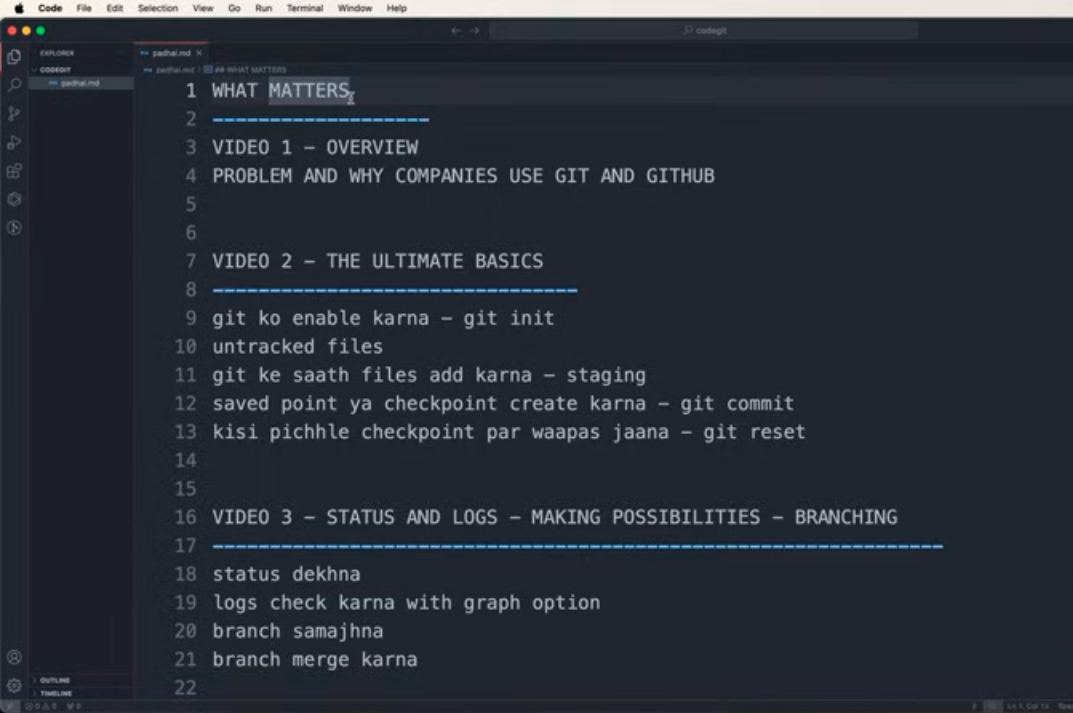 Code File Edit Selection View Go Run Terminal Window Help
codegit
EXPLORER
padhai.md
CODEGIT
padhai.md > ## WHAT MATTERS
padhai.md
1 WHAT MATTERS
2 -------------------
3 VIDEO 1 - OVERVIEW
4 PROBLEM AND WHY COMPANIES USE GIT AND GITHUB
5
6
7 VIDEO 2 - THE ULTIMATE BASICS
8 --------------------------------
9 git ko enable karna - git init
10 untracked files
11 git ke saath files add karna - staging
12 saved point ya checkpoint create karna - git commit
13 kisi pichhle checkpoint par waapas jaana - git reset
14
15
16 VIDEO 3 - STATUS AND LOGS - MAKING POSSIBILITIES - BRANCHING
17 ----------------------------------------------------------------
18 status dekhna
19 logs check karna with graph option
20 branch samajhna
21 branch merge karna
22
OUTLINE
TIMELINE
Ln 1, Col 13